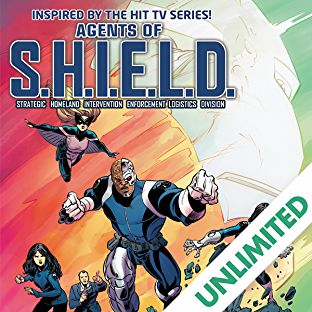 INSPIRED BY THE HIT TV SERIES!
AGENTS OF
S.H.I.E.L.D.
STRATEGIC HOMELAND INTERVENTION ENFORCEMENT LOGISTICS DIVISION
UNLIMITED